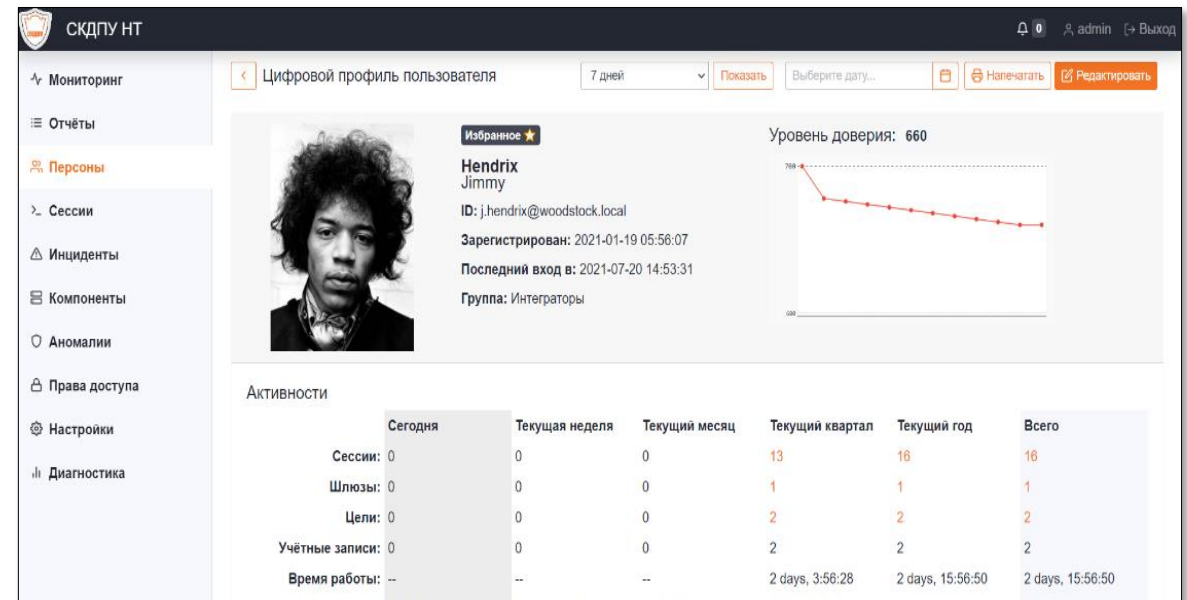 СКДПУ НТ
0 admin Выход
Мониторинг
Отчёты
Персоны
Сессии
Инциденты
Компоненты
Аномалии
Права доступа
Настройки
Диагностика
Цифровой профиль пользователя 7 дней Показать Выберите дату... Напечатать Редактировать
Избранное
Hendrix
Jimmy
ID: j.hendrix@woodstock.local
Зарегистрирован: 2021-01-19 05:56:07
Последний вход в: 2021-07-20 14:53:31
Группа: Интеграторы
Уровень доверия: 660
700
600
Активности
Сегодня Текущая неделя Текущий месяц Текущий квартал Текущий год Всего
Сессии: 0 0 0 13 16 16
Шлюзы: 0 0 0 1 1 1
Цели: 0 0 0 2 2 2
Учётные записи: 0 0 0 2 2 2
Время работы: -- -- -- 2 days, 3:56:28 2 days, 15:56:50 2 days, 15:56:50